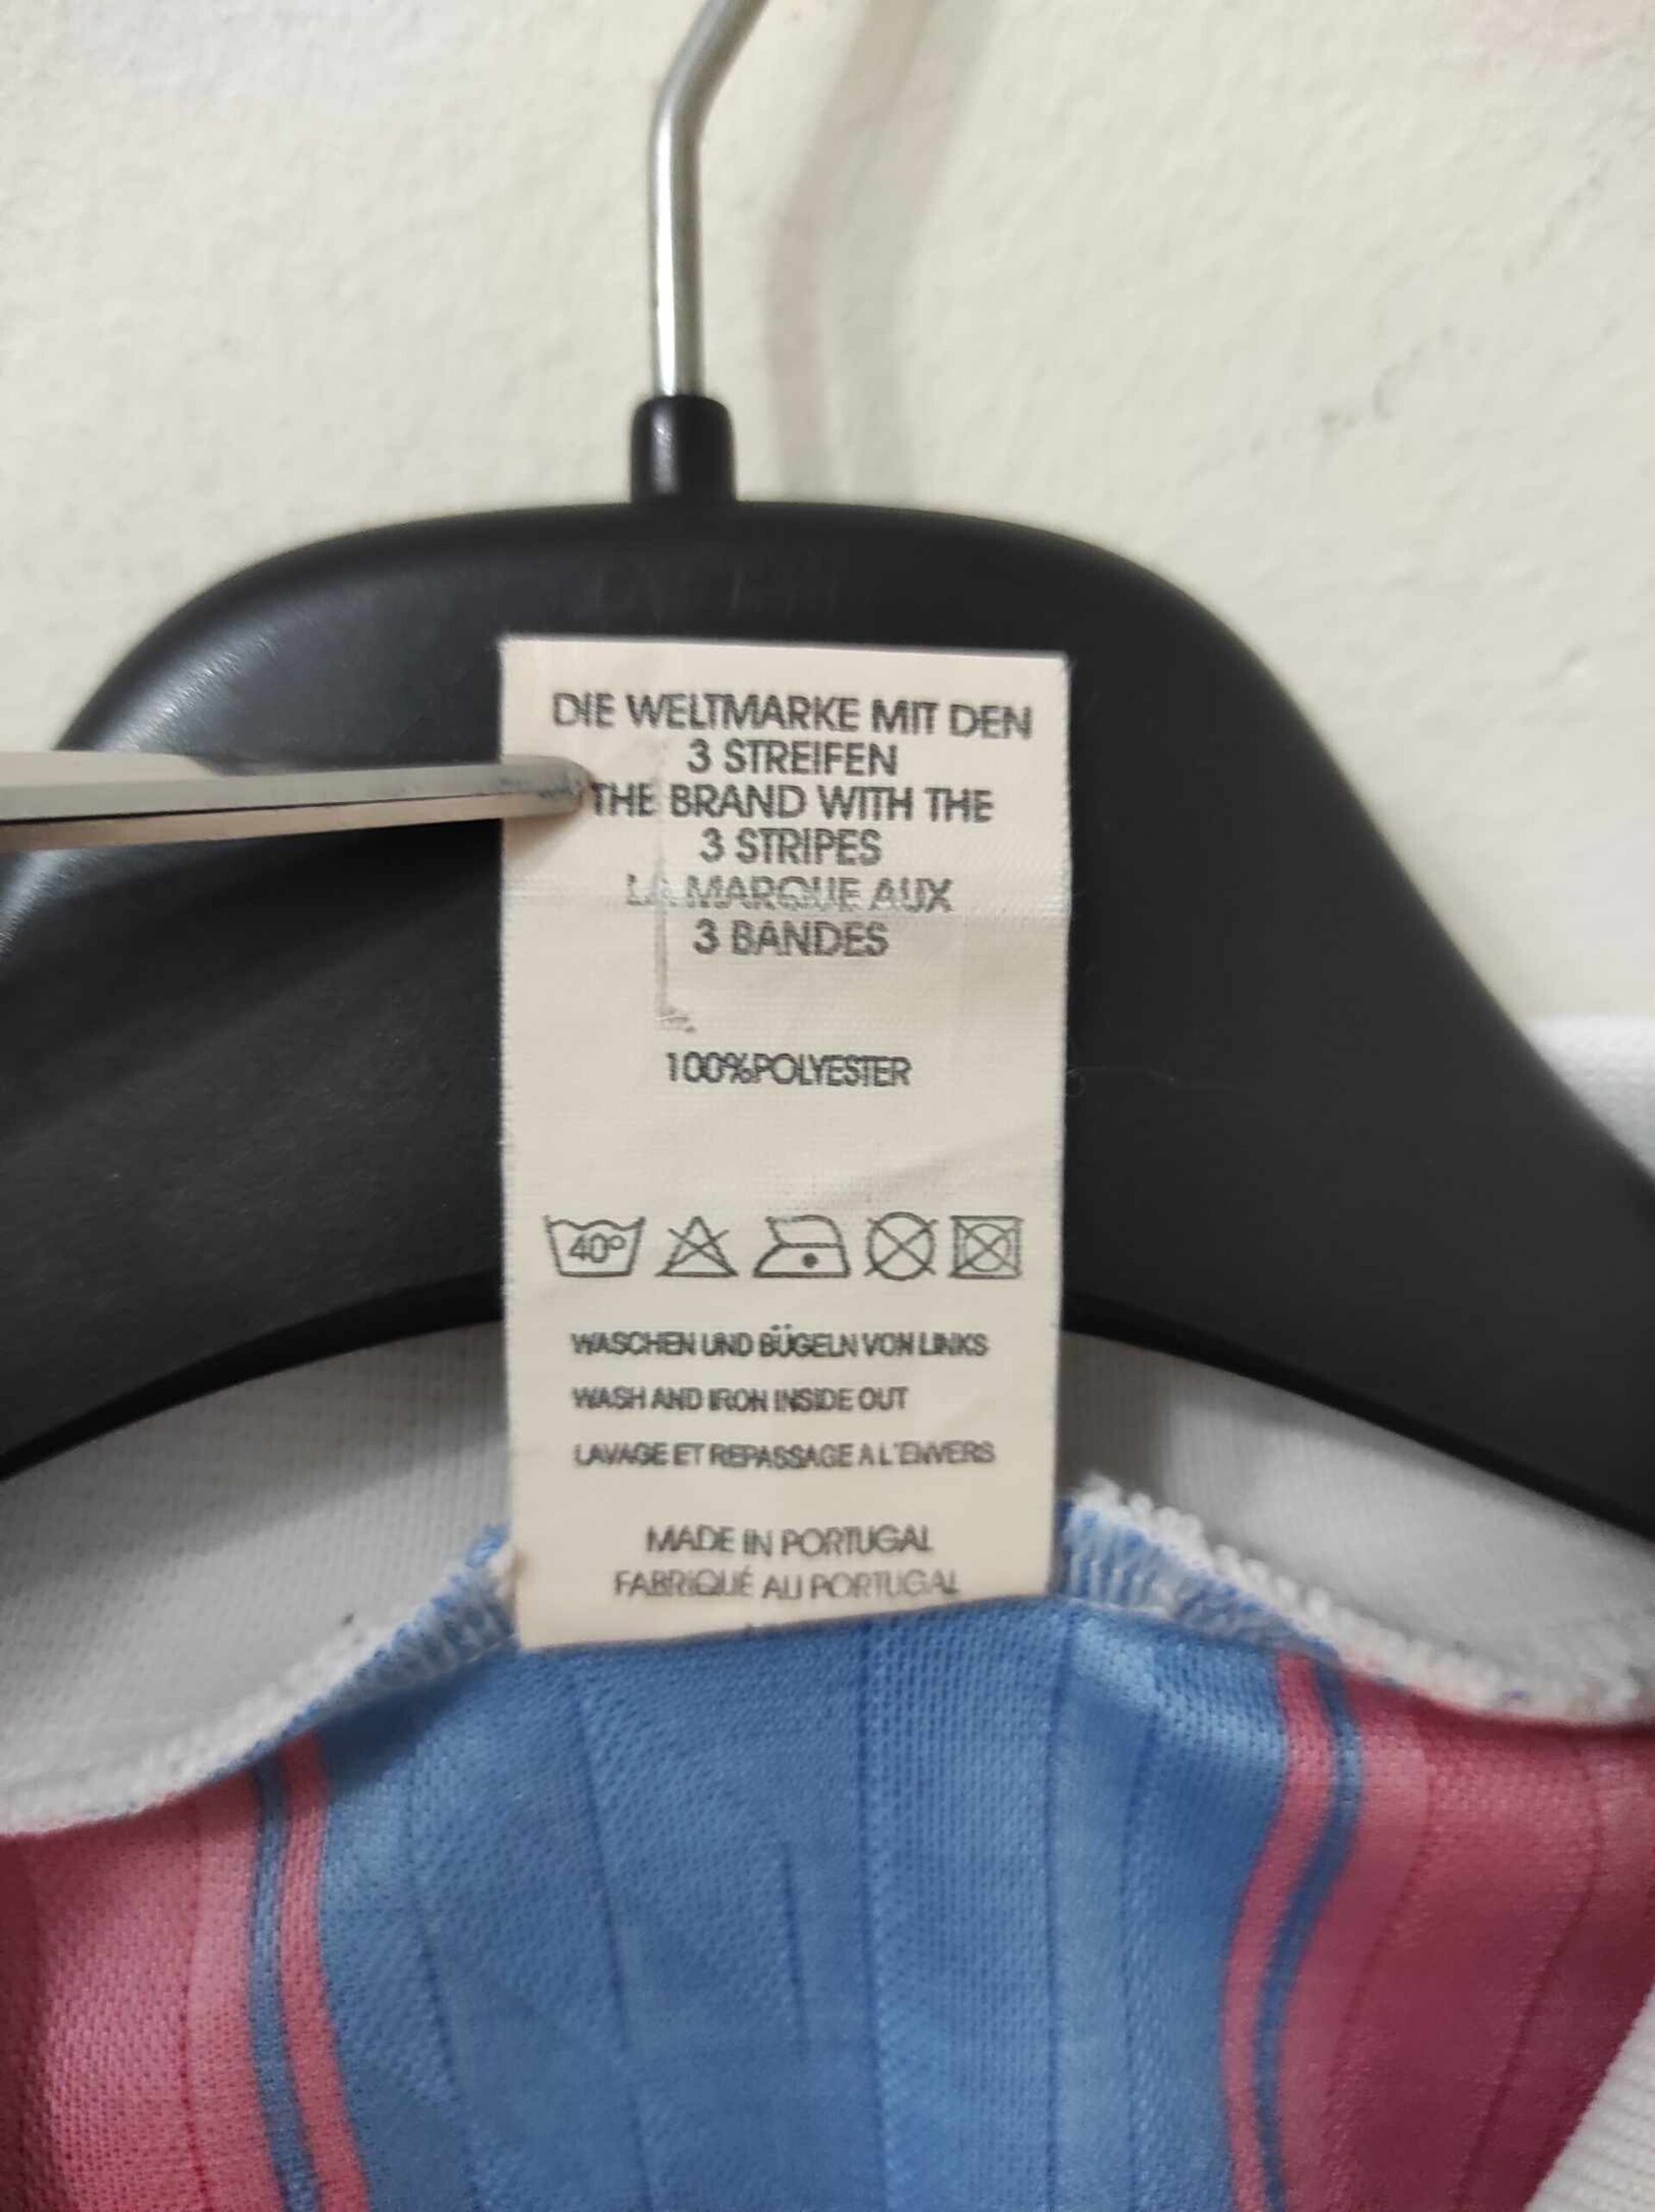 DIE WELTMARKE MIT DEN
3 STREIFEN
THE BRAND WITH THE
3 STRIPES
LA MARQUE AUX
3 BANDES
100%POLYESTER
40°
WASCHEN UND BÜGELN VON LINKS
WASH AND IRON INSIDE OUT
LAVAGE ET REPASSAGE A L'ENVERS
MADE IN PORTUGAL
FABRIQUÉ AU PORTUGAL